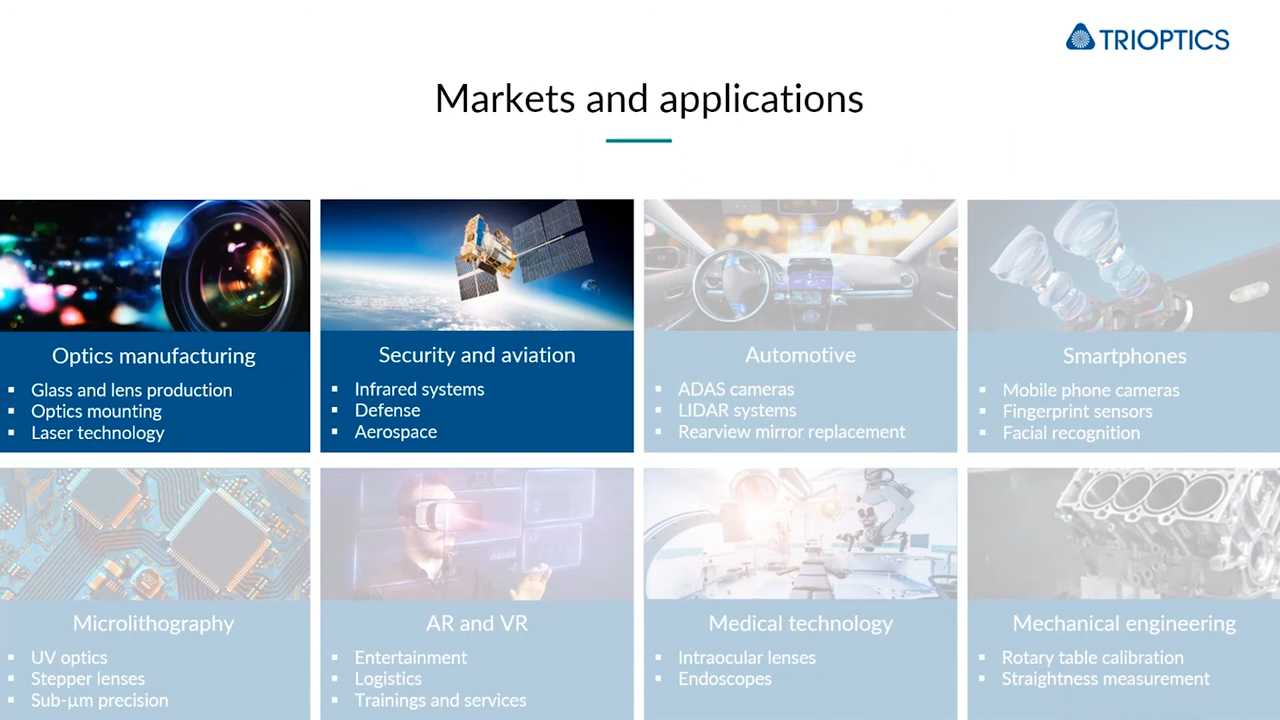 TRIOPTICS
Markets and applications
Optics manufacturing
▪ Glass and lens production
▪ Optics mounting
▪ Laser technology
Security and aviation
▪ Infrared systems
▪ Defense
▪ Aerospace
Automotive
▪ ADAS cameras
▪ LIDAR systems
▪ Rearview mirror replacement
Smartphones
▪ Mobile phone cameras
▪ Fingerprint sensors
▪ Facial recognition
Microlithography
▪ UV optics
▪ Stepper lenses
▪ Sub-µm precision
AR and VR
▪ Entertainment
▪ Logistics
▪ Trainings and services
Medical technology
▪ Intraocular lenses
▪ Endoscopes
Mechanical engineering
▪ Rotary table calibration
▪ Straightness measurement